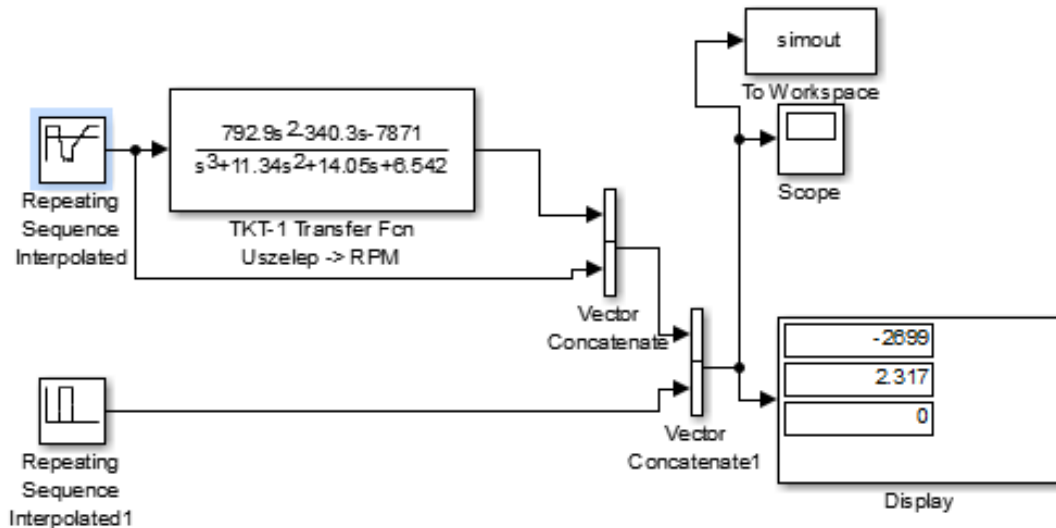 simout
To Workspace
Scope
792.9s2-340.3s-7871
s3+11.34s2+14.05s+6.542
TKT-1 Transfer Fcn
Uszelep -> RPM
Repeating
Sequence
Interpolated
Vector
Concatenate
Repeating
Sequence
Interpolated1
Vector
Concatenate1
-2699
2.317
0
Display